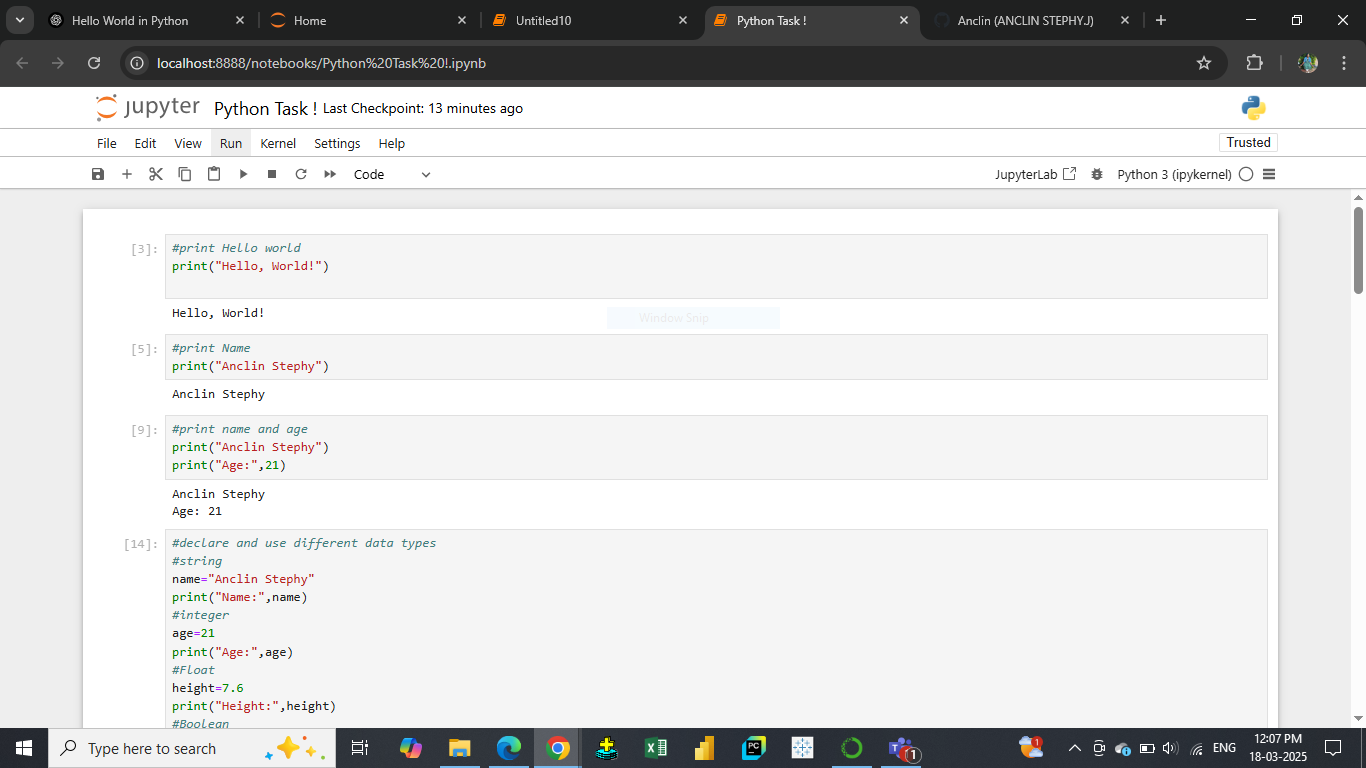 Hello World in Python
Home
Untitled10
Python Task !
Anclin (ANCLIN STEPHY.J)
localhost:8888/notebooks/Python%20Task%20!.ipynb
jupyter Python Task ! Last Checkpoint: 13 minutes ago
File Edit View Run Kernel Settings Help
Trusted
Code
JupyterLab
Python 3 (ipykernel)
[3]:
#print Hello world
print("Hello, World!")
Hello, World!
Window Snip
[5]:
#print Name
print("Anclin Stephy")
Anclin Stephy
[9]:
#print name and age
print("Anclin Stephy")
print("Age:",21)
Anclin Stephy
Age: 21
[14]:
#declare and use different data types
#string
name="Anclin Stephy"
print("Name:",name)
#integer
age=21
print("Age:",age)
#Float
height=7.6
print("Height:",height)
#Boolean
Type here to search
PC
1
1
ENG
12:07 PM
18-03-2025